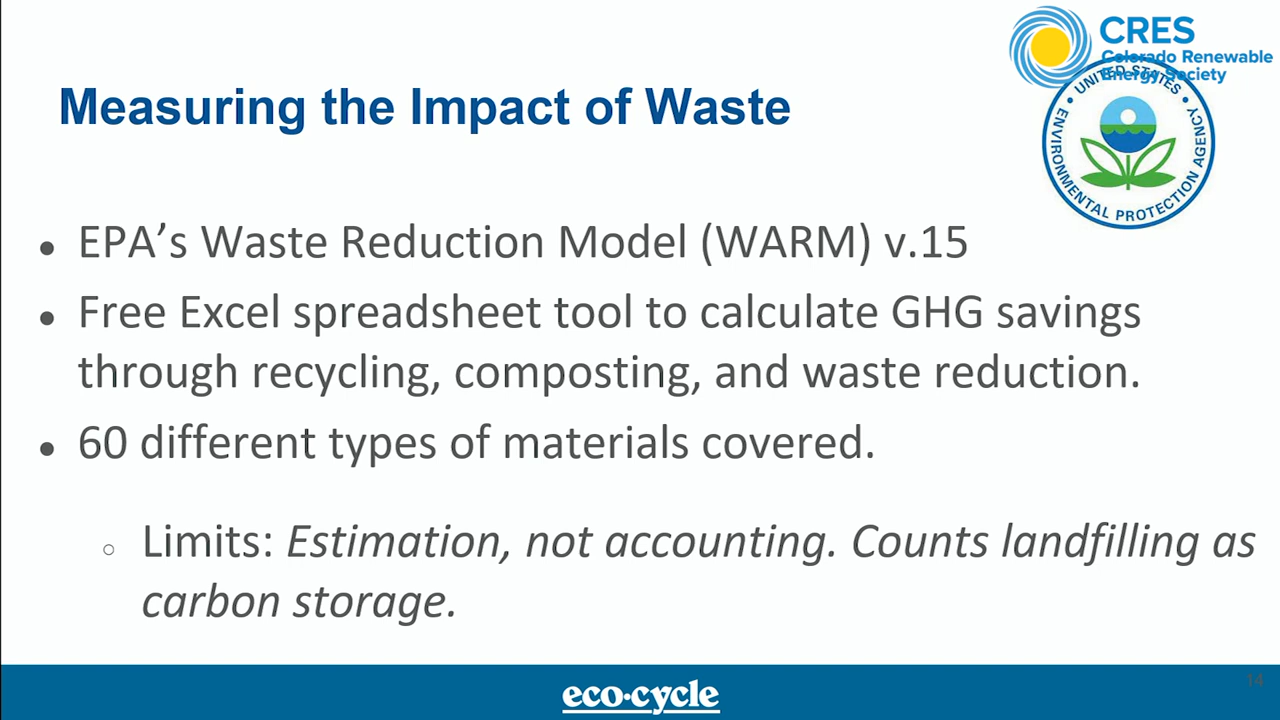 CRES
Colorado Renewable
Energy Society
UNITED STATES
ENVIRONMENTAL PROTECTION AGENCY
Measuring the Impact of Waste
● EPA’s Waste Reduction Model (WARM) v.15
● Free Excel spreadsheet tool to calculate GHG savings
through recycling, composting, and waste reduction.
● 60 different types of materials covered.
○ Limits: Estimation, not accounting. Counts landfilling as
carbon storage.
eco·cycle
14